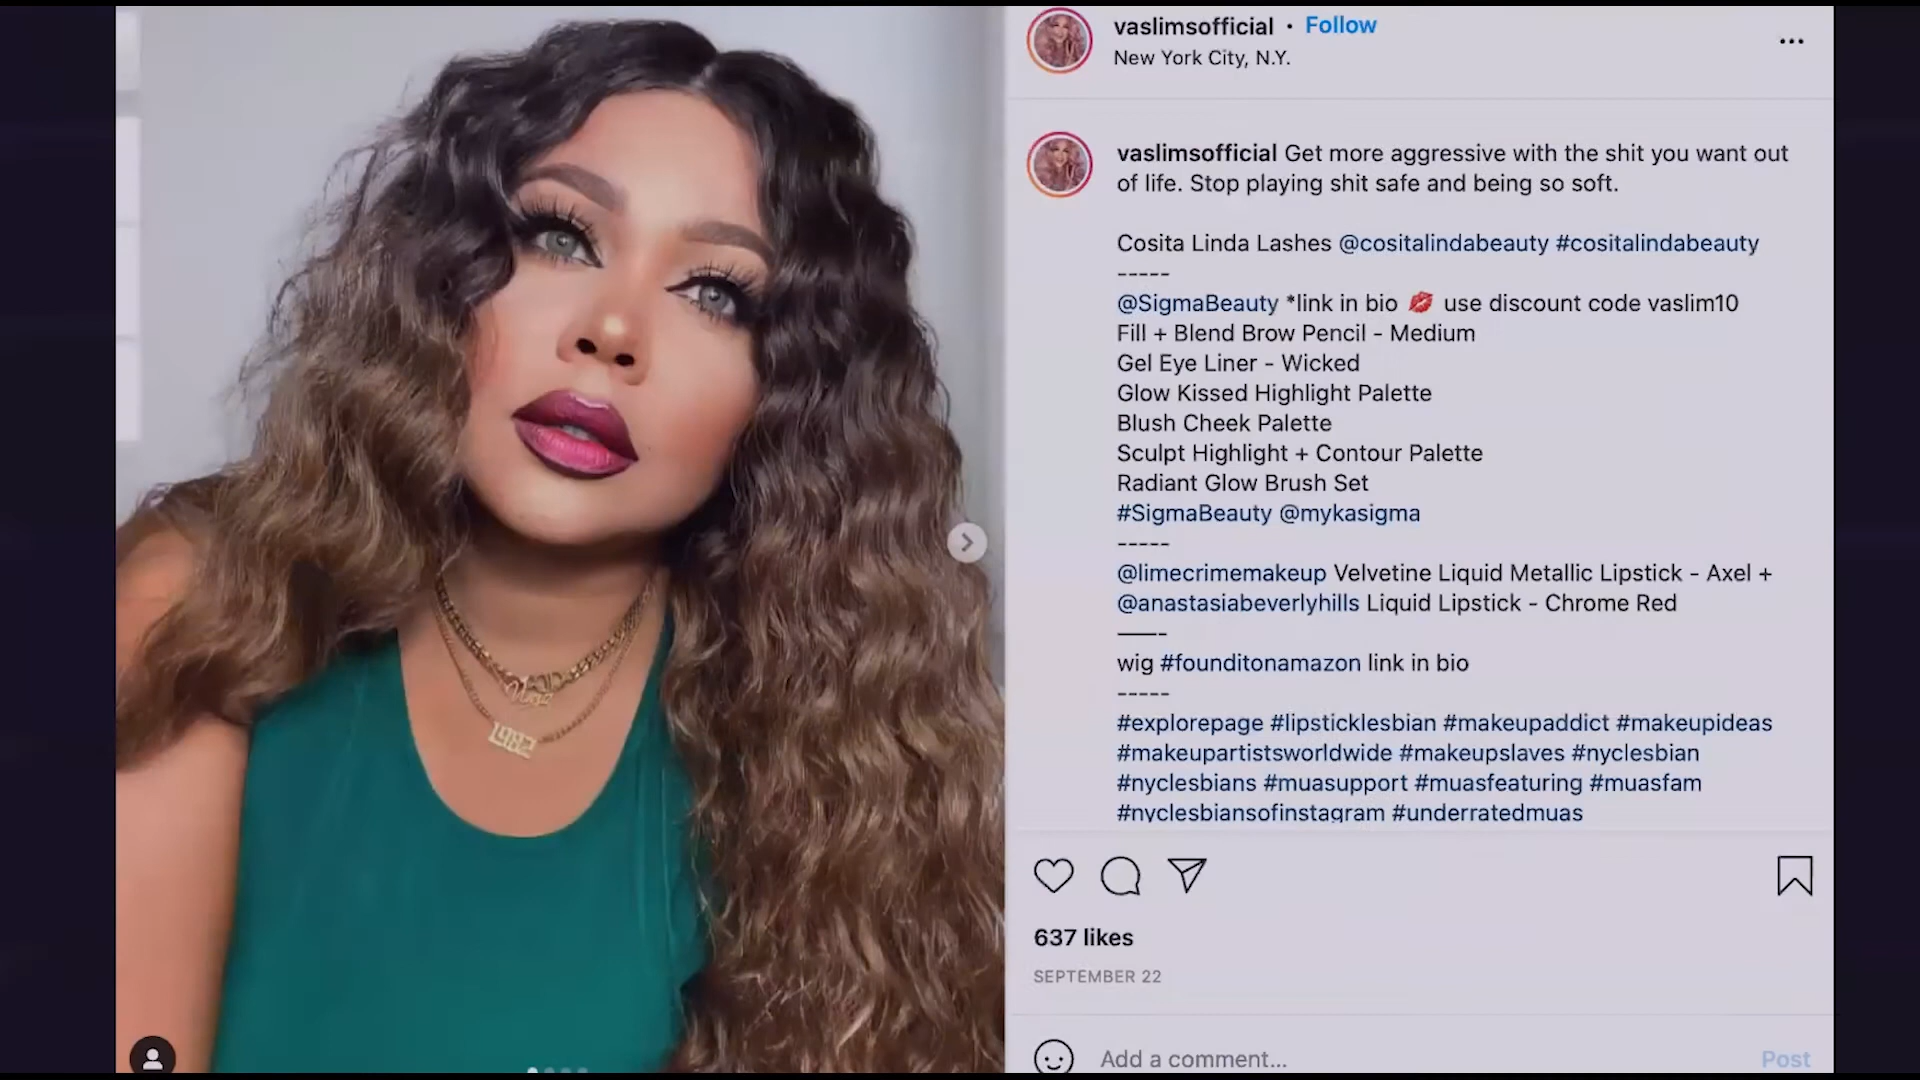 vaslimsofficial • Follow
New York City, N.Y.
vaslimsofficial Get more aggressive with the shit you want out
of life. Stop playing shit safe and being so soft.
Cosita Linda Lashes @cositalindabeauty #cositalindabeauty
-----
@SigmaBeauty *link in bio 💋 use discount code vaslim10
Fill + Blend Brow Pencil - Medium
Gel Eye Liner - Wicked
Glow Kissed Highlight Palette
Blush Cheek Palette
Sculpt Highlight + Contour Palette
Radiant Glow Brush Set
#SigmaBeauty @mykasigma
-----
@limecrimemakeup Velvetine Liquid Metallic Lipstick - Axel +
@anastasiabeverlyhills Liquid Lipstick - Chrome Red
——-
wig #founditonamazon link in bio
-----
#explorepage #lipsticklesbian #makeupaddict #makeupideas
#makeupartistsworldwide #makeupslaves #nyclesbian
#nyclesbians #muasupport #muasfeaturing #muasfam
#nyclesbiansofinstagram #underratedmuas
637 likes
SEPTEMBER 22
Add a comment... Post
1982